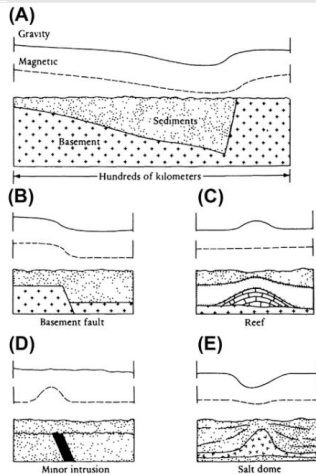 (A)
Gravity
Magnetic
Sediments
Basement
Hundreds of kilometers
(B)
(C)
Basement fault
Reef
(D)
(E)
Minor intrusion
Salt dome